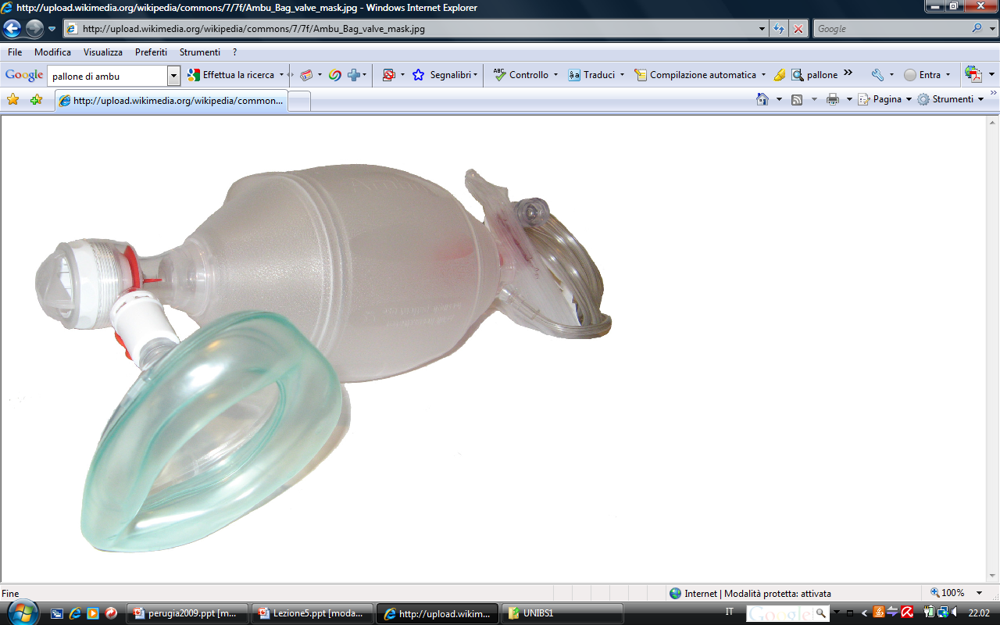 http://upload.wikimedia.org/wikipedia/commons/7/7f/Ambu_Bag_valve_mask.jpg - Windows Internet Explorer
http://upload.wikimedia.org/wikipedia/commons/7/7f/Ambu_Bag_valve_mask.jpg Google
File Modifica Visualizza Preferiti Strumenti ?
Google pallone di ambu Effettua la ricerca Segnalibri ABC Controllo Traduci Compilazione automatica pallone Entra
http://upload.wikimedia.org/wikipedia/common... Pagina Strumenti
Fine Internet | Modalità protetta: attivata 100%
perugia2009.ppt [m... Lezione5.ppt [moda... http://upload.wikim... UNIBS1 IT Google 22.02